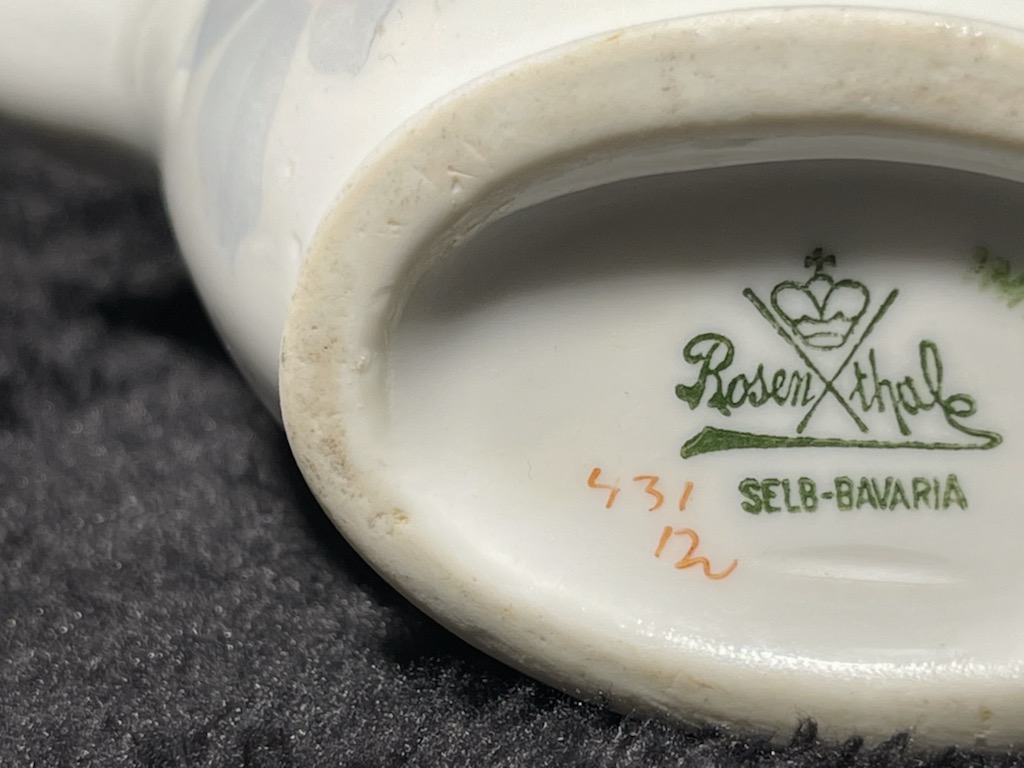 Rosenthal
SELB-BAVARIA
431
12